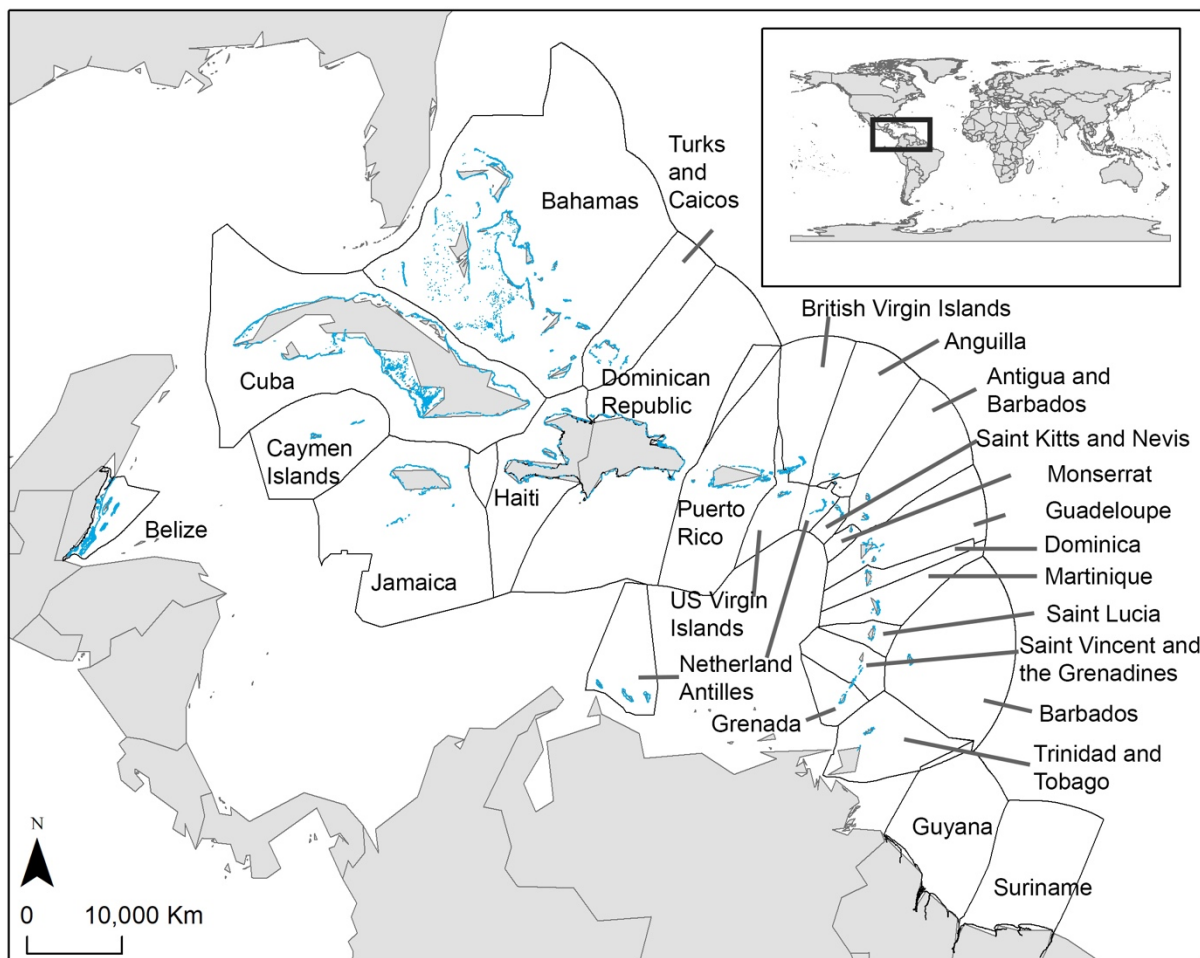 Turks
and
Caicos
Bahamas
British Virgin Islands
Anguilla
Antigua and
Barbados
Cuba
Dominican
Republic
Saint Kitts and Nevis
Caymen
Islands
Monserrat
Haiti
Puerto
Rico
Guadeloupe
Belize
Dominica
Jamaica
Martinique
US Virgin
Islands
Saint Lucia
Saint Vincent and
the Grenadines
Netherland
Antilles
Grenada
Barbados
Trinidad and
Tobago
Guyana
Suriname
N
0 10,000 Km